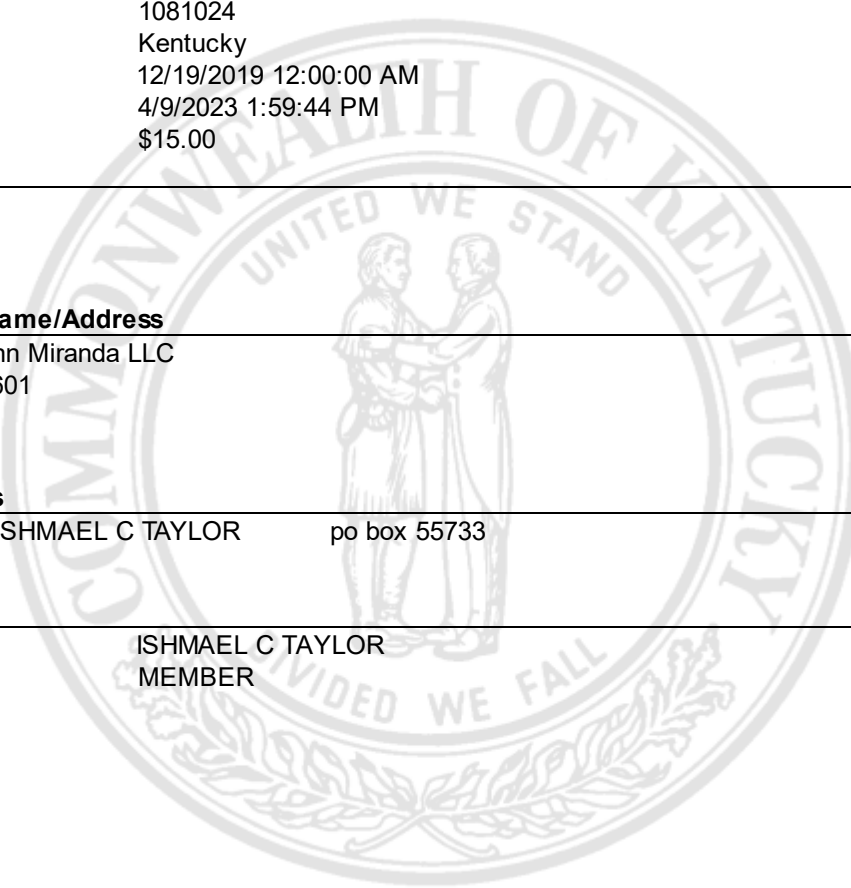 1081024
Kentucky
12/19/2019 12:00:00 AM
4/9/2023 1:59:44 PM
$15.00
COMMONWEALTH OF KENTUCKY
UNITED WE STAND
ame/Address
nn Miranda LLC
601
s
ISHMAEL C TAYLOR po box 55733
ISHMAEL C TAYLOR
MEMBER
DIVIDED WE FALL